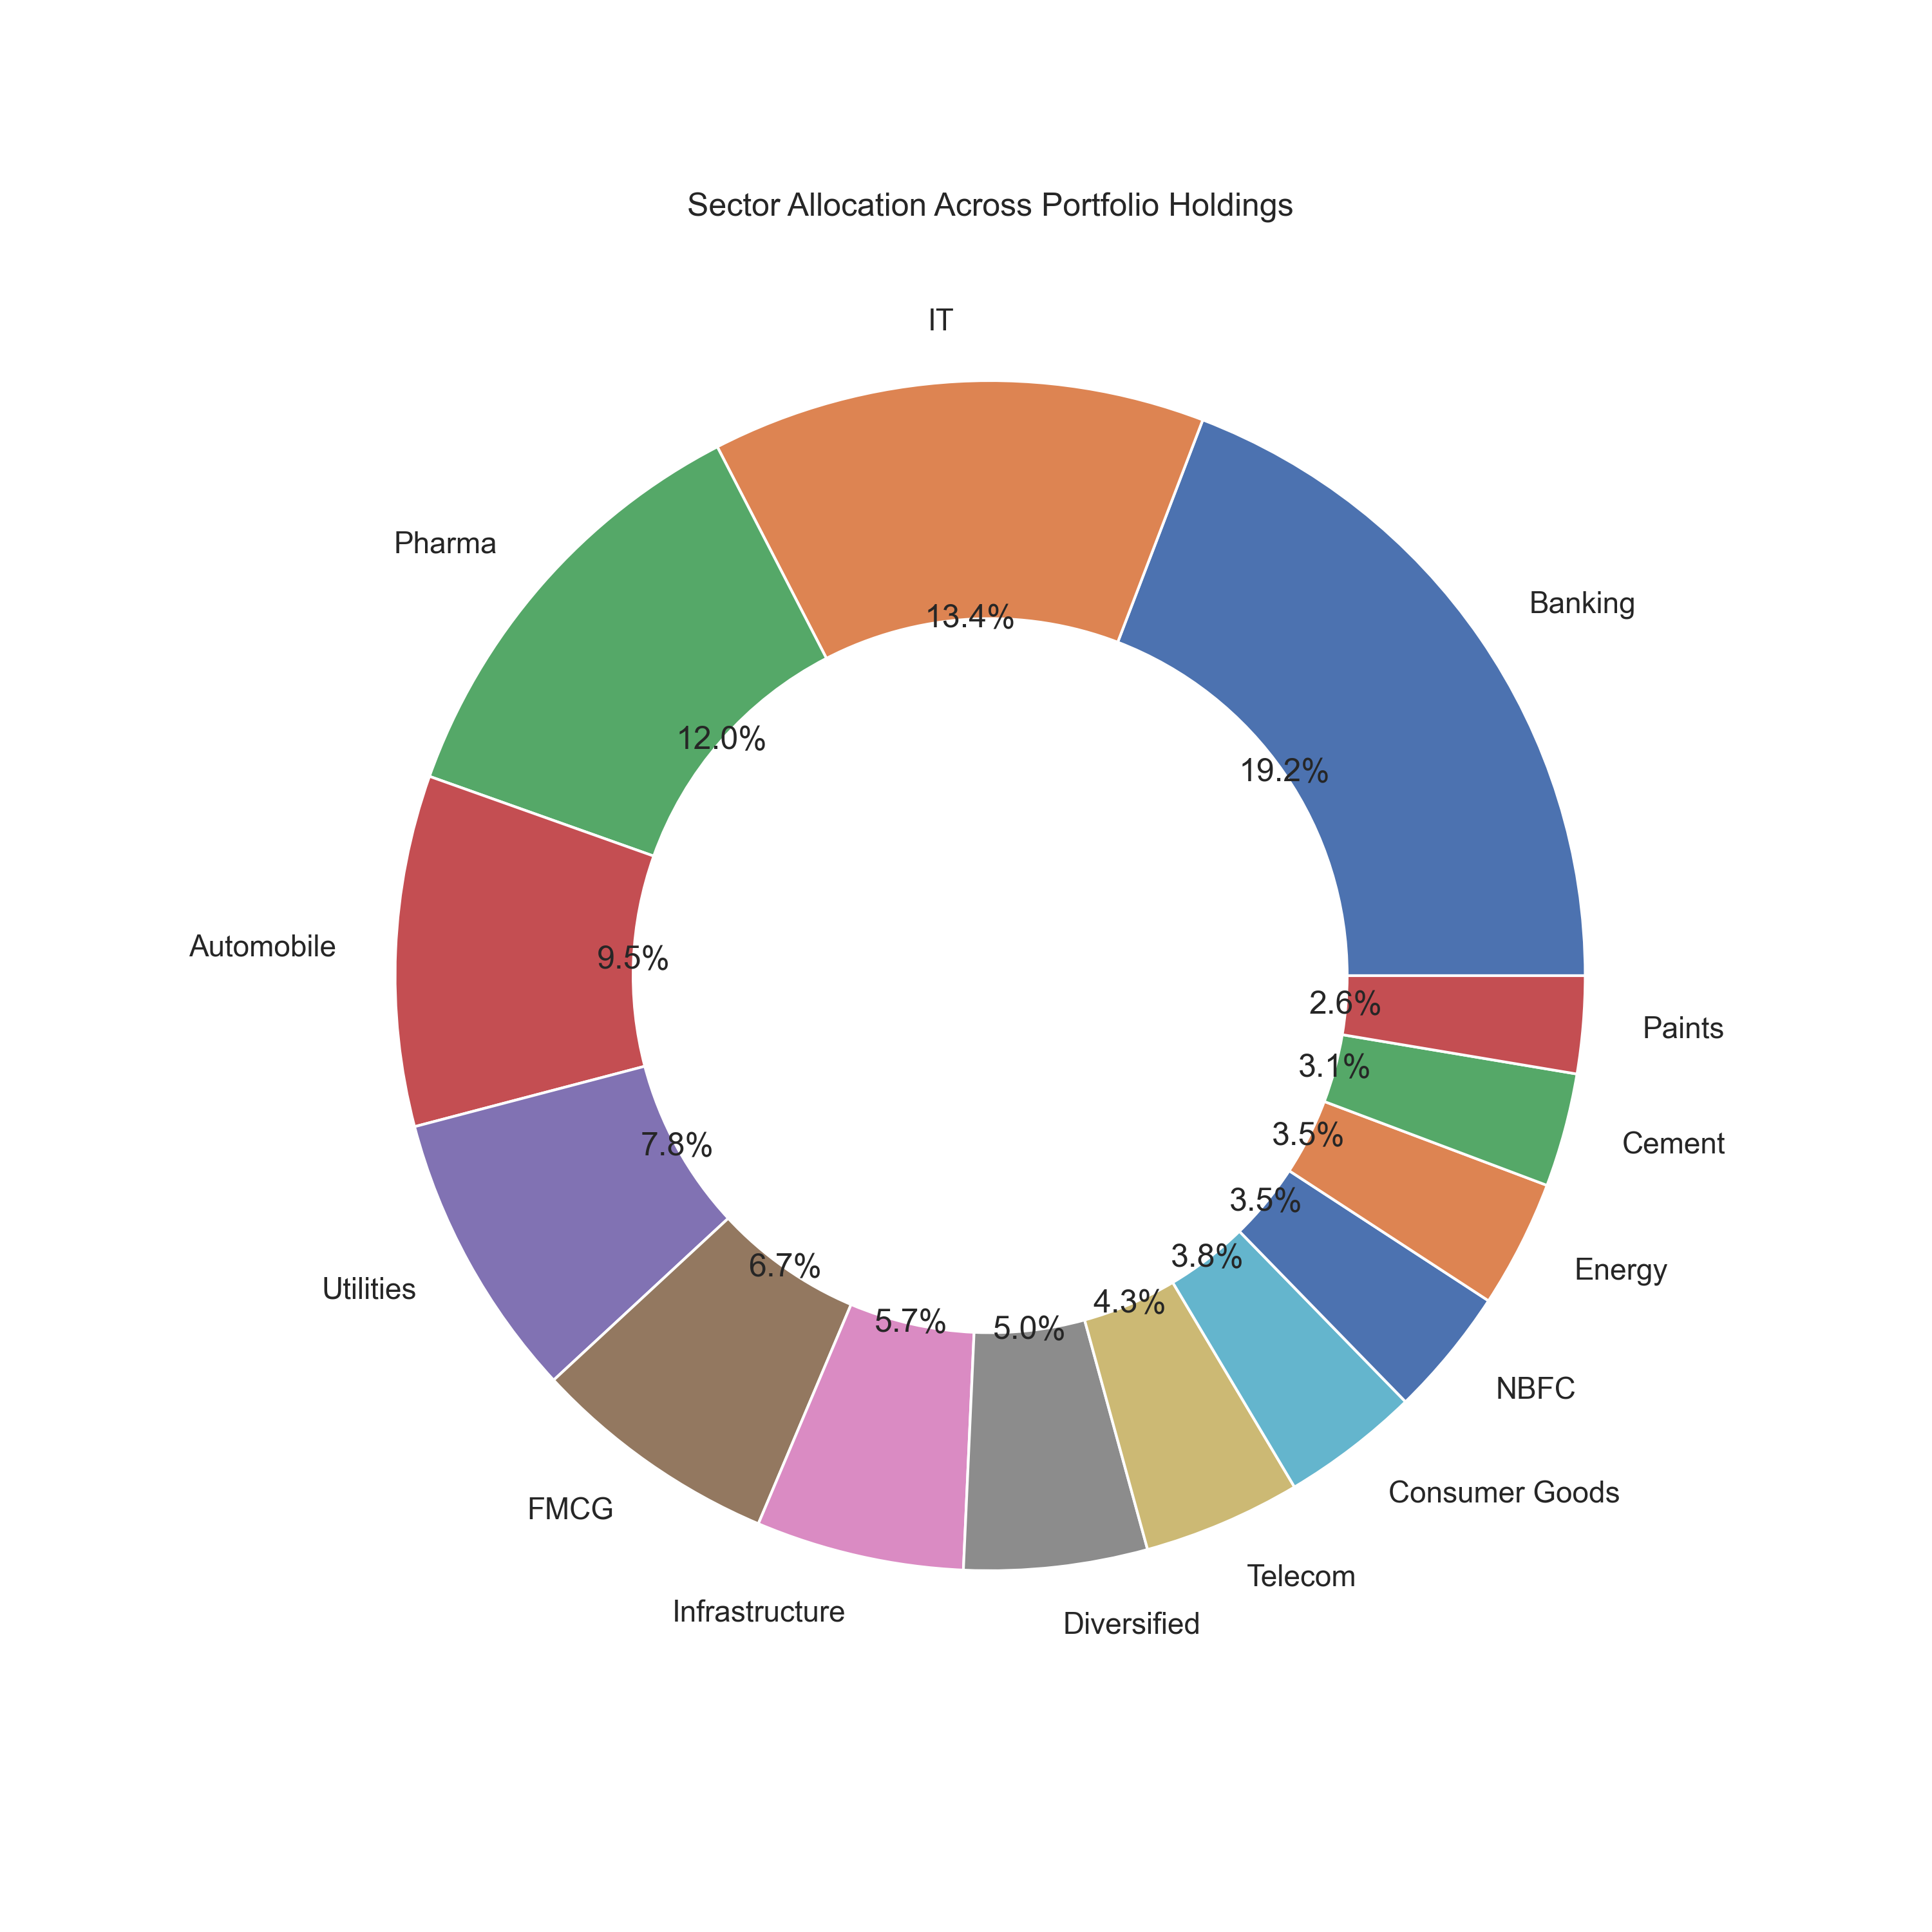 Sector Allocation Across Portfolio Holdings
IT
Banking
Pharma
Automobile
Utilities
FMCG
Infrastructure
Diversified
Telecom
Consumer Goods
NBFC
Energy
Cement
Paints
13.4%
19.2%
12.0%
9.5%
7.8%
6.7%
5.7%
5.0%
4.3%
3.8%
3.5%
3.5%
3.1%
2.6%